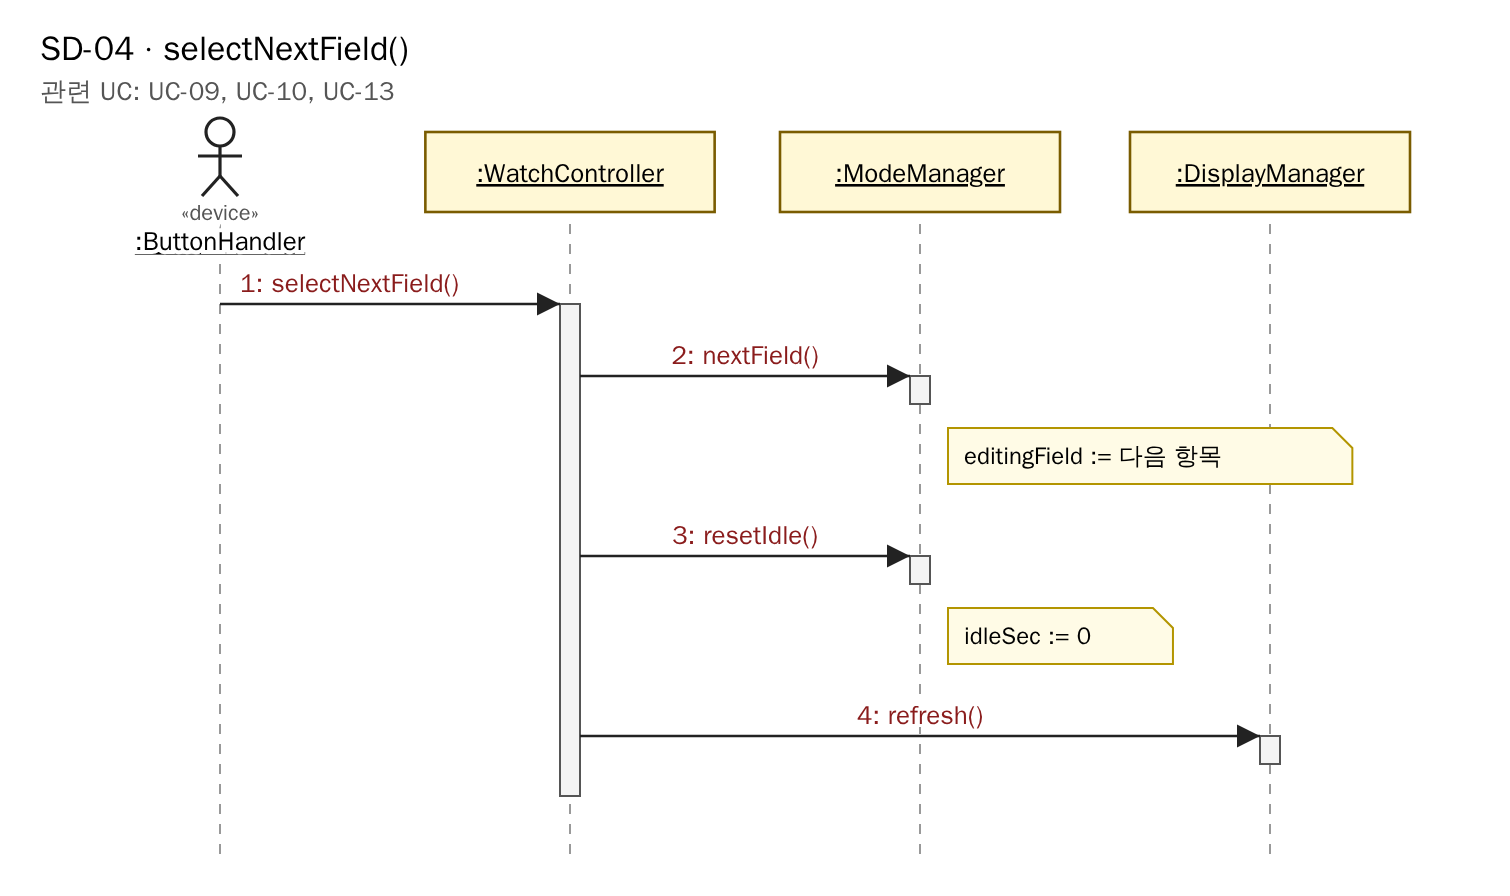 SD-04 · selectNextField()
관련 UC: UC-09, UC-10, UC-13
«device»
:ButtonHandler
:WatchController
:ModeManager
:DisplayManager
1: selectNextField()
2: nextField()
editingField := 다음 항목
3: resetIdle()
idleSec := 0
4: refresh()